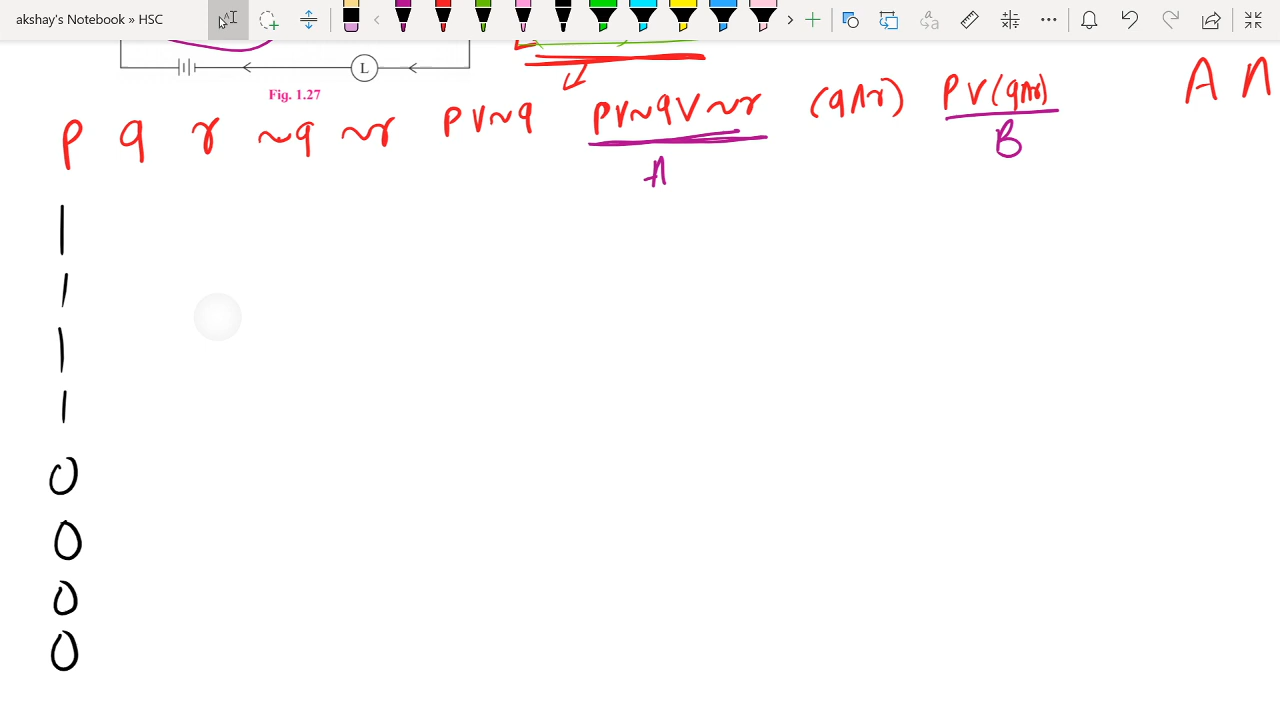 akshay's Notebook » HSC
L
Fig. 1.27
p q r ~q ~r p∨~q p∨~q∨~r (q∧r) p∨(q∧r) A ∧
A B
1
1
1
1
0
0
0
0